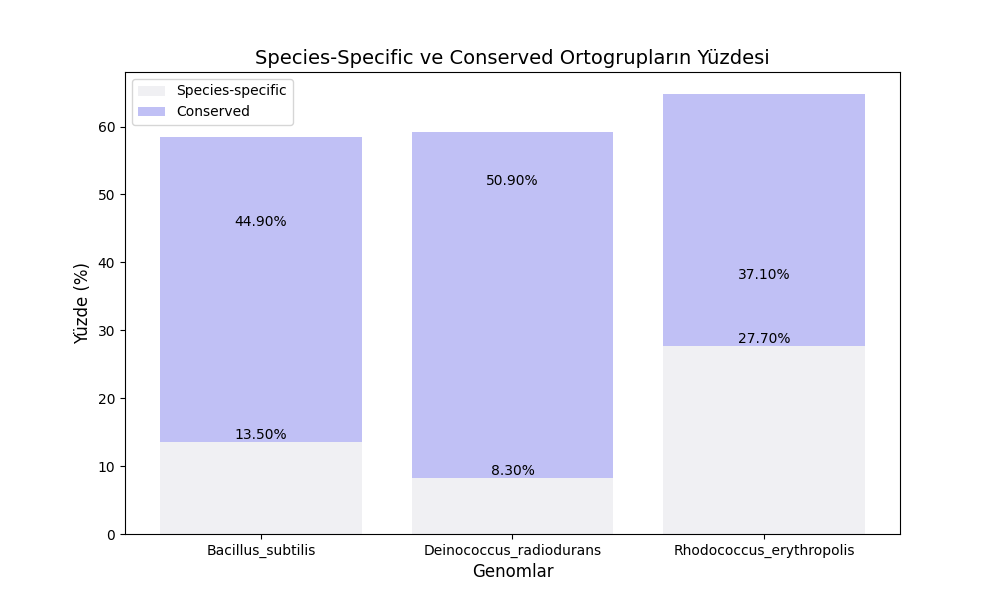 Species-Specific ve Conserved Ortogrupların Yüzdesi
Species-specific
Conserved
Yüzde (%)
60
50
40
30
20
10
0
44.90%
13.50%
50.90%
8.30%
37.10%
27.70%
Bacillus_subtilis
Deinococcus_radiodurans
Rhodococcus_erythropolis
Genomlar